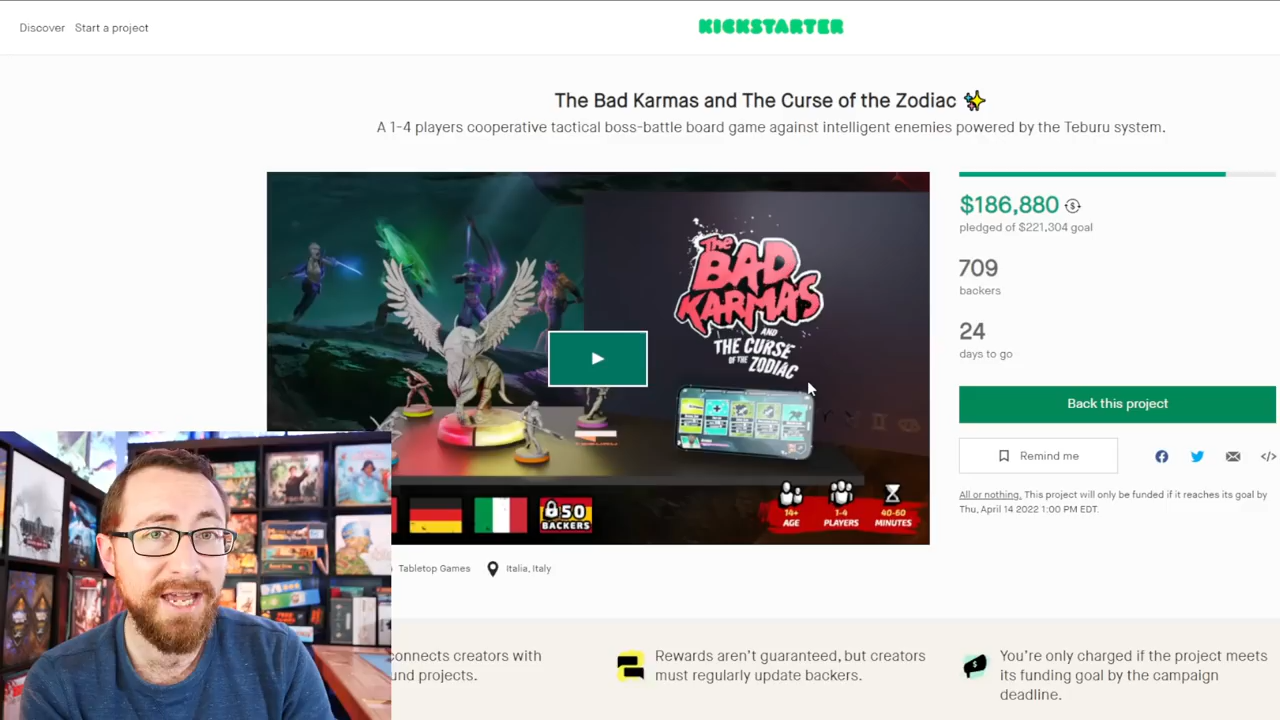 Discover Start a project
KICKSTARTER
The Bad Karmas and The Curse of the Zodiac
A 1-4 players cooperative tactical boss-battle board game against intelligent enemies powered by the Teburu system.
The
BAD
KARMAS
AND
THE CURSE
OF THE ZODIAC
50
BACKERS
14+
AGE
1-4
PLAYERS
40-60
MINUTES
$186,880
pledged of $221,304 goal
709
backers
24
days to go
Back this project
Remind me
All or nothing. This project will only be funded if it reaches its goal by
Thu, April 14 2022 1:00 PM EDT.
Tabletop Games Italia, Italy
connects creators with
und projects.
Rewards aren't guaranteed, but creators
must regularly update backers.
You're only charged if the project meets
its funding goal by the campaign
deadline.